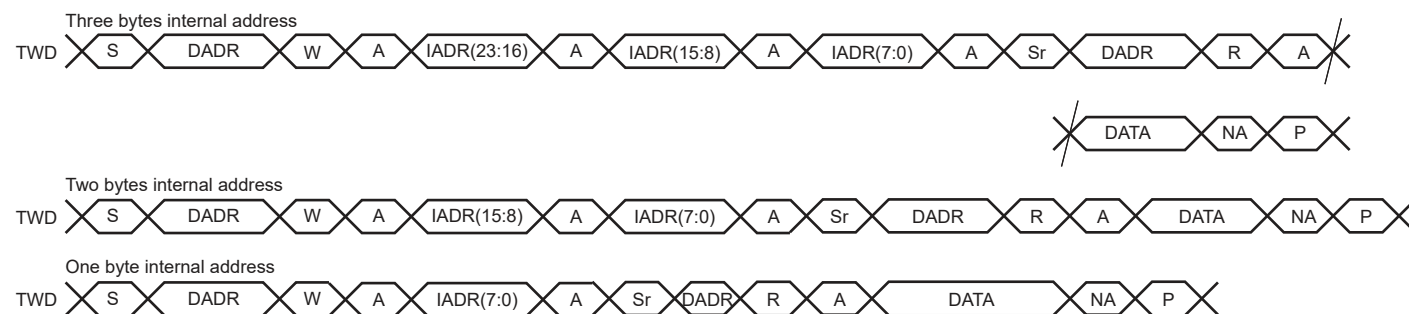 Three bytes internal address
TWD S DADR W A IADR(23:16) A IADR(15:8) A IADR(7:0) A Sr DADR R A
DATA NA P
Two bytes internal address
TWD S DADR W A IADR(15:8) A IADR(7:0) A Sr DADR R A DATA NA P
One byte internal address
TWD S DADR W A IADR(7:0) A Sr DADR R A DATA NA P